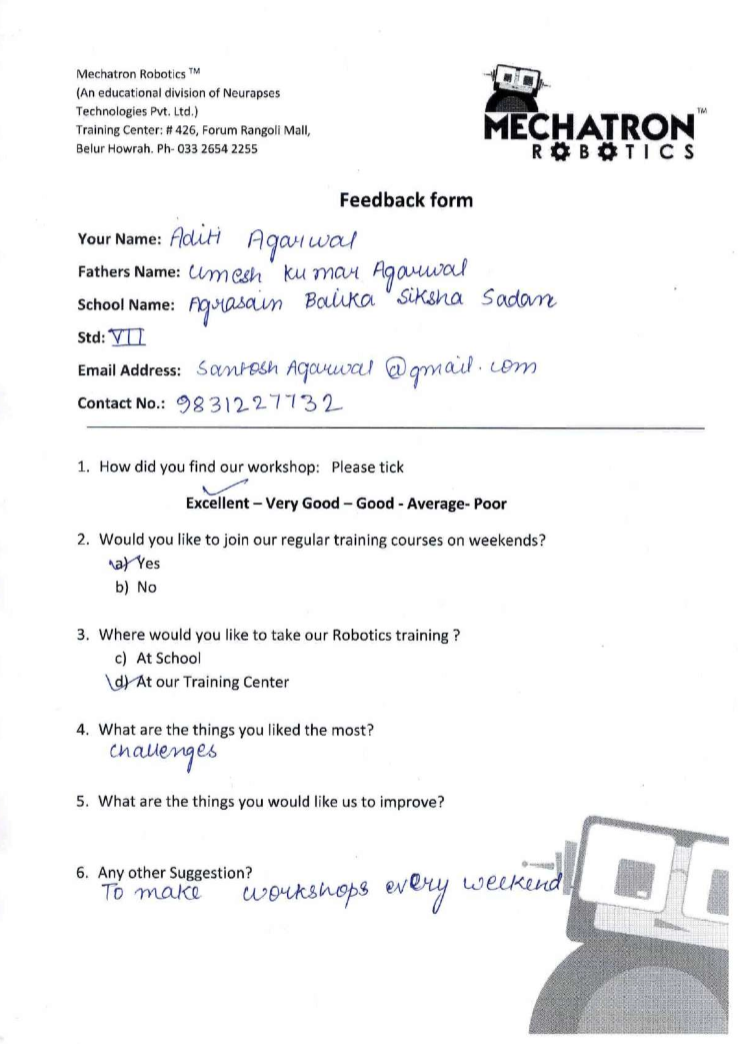 Mechatron Robotics ™
(An educational division of Neurapses
Technologies Pvt. Ltd.)
Training Center: # 426, Forum Rangoli Mall,
Belur Howrah. Ph- 033 2654 2255
MECHATRON™
ROBOTICS
Feedback form
Your Name: Aditi Agarwal
Fathers Name: Umesh Kumar Agarwal
School Name: Agrasain Balika Siksha Sadan
Std: VII
Email Address: Santosh Agarwal @gmail.com
Contact No.: 9831227732
1. How did you find our workshop: Please tick
Excellent – Very Good – Good - Average- Poor
2. Would you like to join our regular training courses on weekends?
a) Yes
b) No
3. Where would you like to take our Robotics training ?
c) At School
d) At our Training Center
4. What are the things you liked the most?
challenges
5. What are the things you would like us to improve?
6. Any other Suggestion?
To make workshops every weekend